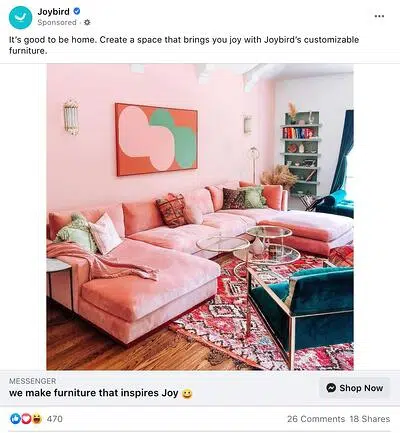 Joybird
Sponsored ·
It's good to be home. Create a space that brings you joy with Joybird's customizable
furniture.
MESSENGER
we make furniture that inspires Joy 😀
Shop Now
470
26 Comments 18 Shares